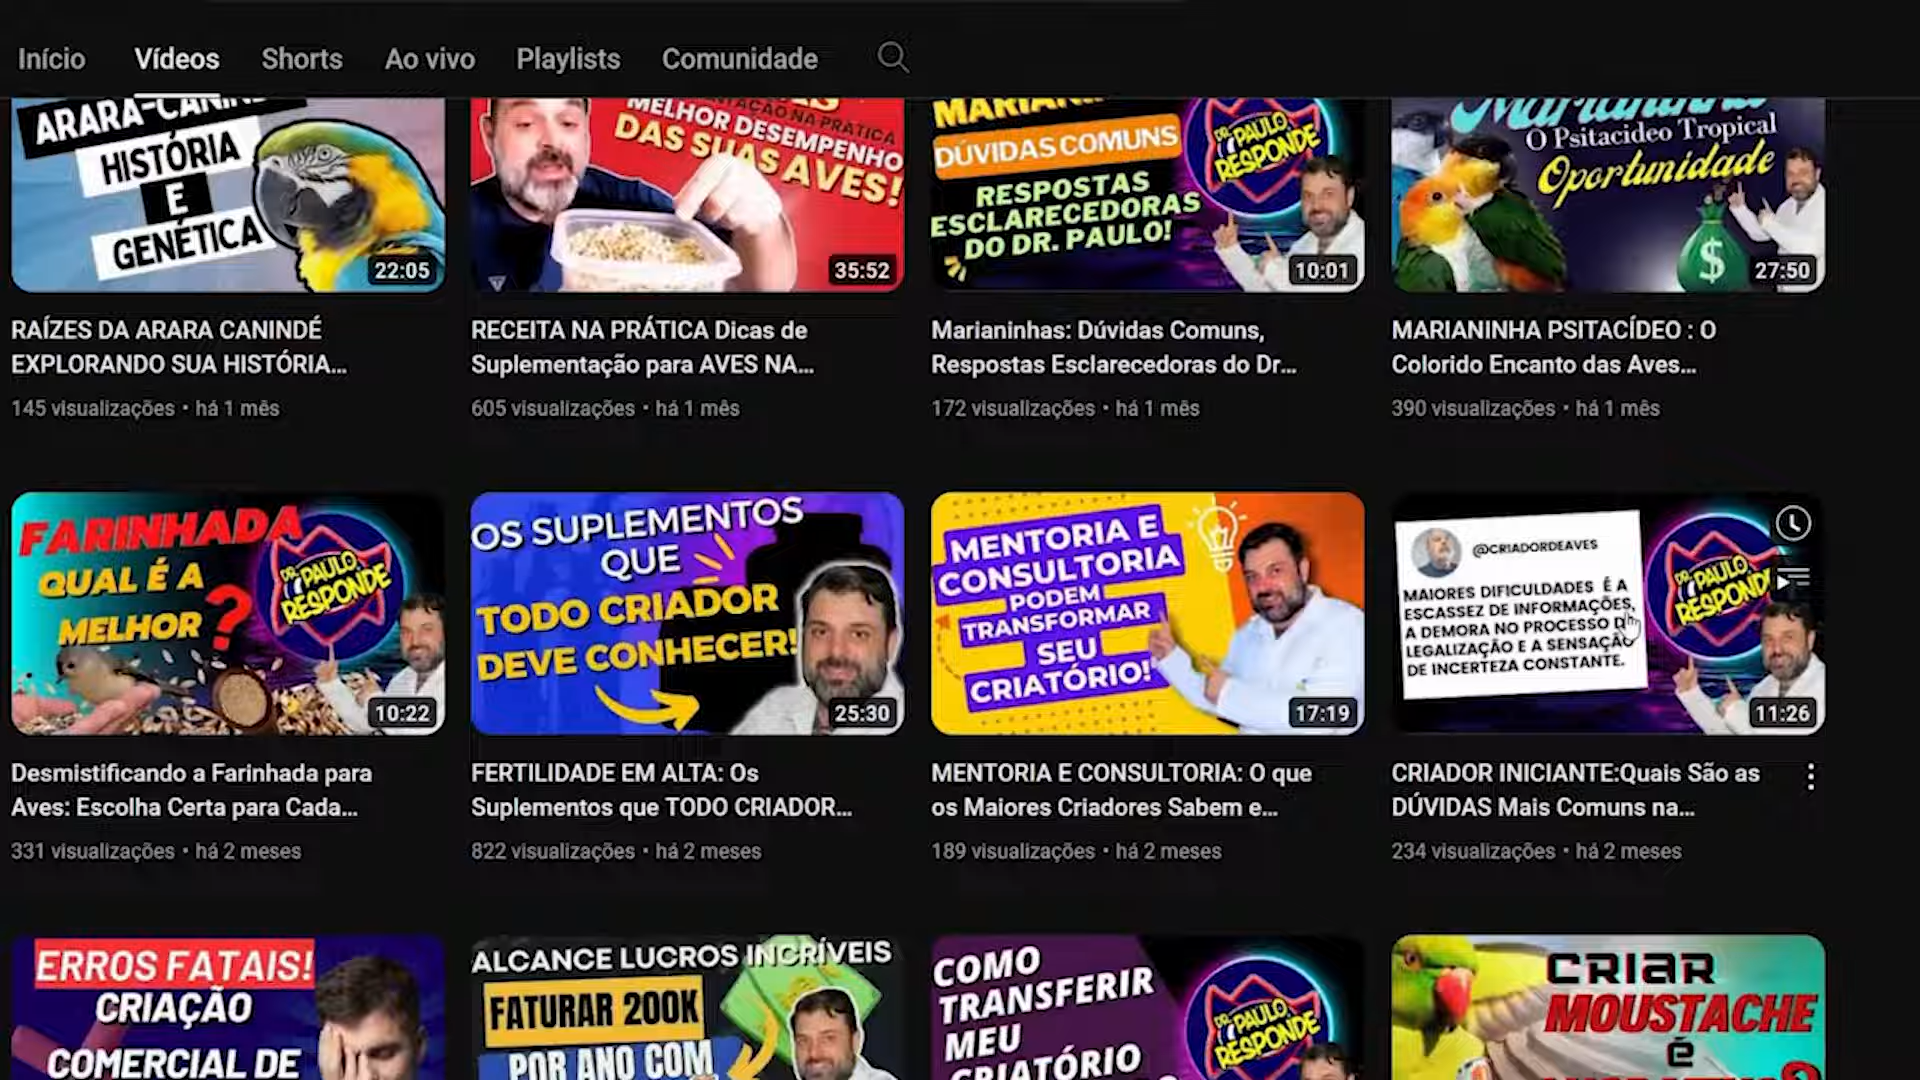 Início Vídeos Shorts Ao vivo Playlists Comunidade
ARARA-CANINDÉ
HISTÓRIA
E
GENÉTICA
22:05
NA PRÁTICA
MELHOR DESEMPENHO
DAS SUAS AVES!
35:52
DÚVIDAS COMUNS
RESPOSTAS
ESCLARECEDORAS
DO DR. PAULO!
DR. PAULO
RESPONDE
10:01
Marianinha
O Psitacídeo Tropical
Oportunidade
$
27:50
RAÍZES DA ARARA CANINDÉ
EXPLORANDO SUA HISTÓRIA...
145 visualizações • há 1 mês
RECEITA NA PRÁTICA Dicas de
Suplementação para AVES NA...
605 visualizações • há 1 mês
Marianinhas: Dúvidas Comuns,
Respostas Esclarecedoras do Dr...
172 visualizações • há 1 mês
MARIANINHA PSITACÍDEO : O
Colorido Encanto das Aves...
390 visualizações • há 1 mês
FARINHADA
QUAL É A
MELHOR ?
DR. PAULO
RESPONDE
10:22
OS SUPLEMENTOS
QUE
TODO CRIADOR
DEVE CONHECER!
25:30
MENTORIA E
CONSULTORIA
PODEM
TRANSFORMAR
SEU
CRIATÓRIO!
17:19
@CRIADORDEAVES
MAIORES DIFICULDADES É A
ESCASSEZ DE INFORMAÇÕES,
A DEMORA NO PROCESSO D
LEGALIZAÇÃO E A SENSAÇÃO
DE INCERTEZA CONSTANTE.
DR. PAULO
RESPOND
11:26
Desmistificando a Farinhada para
Aves: Escolha Certa para Cada...
331 visualizações • há 2 meses
FERTILIDADE EM ALTA: Os
Suplementos que TODO CRIADOR...
822 visualizações • há 2 meses
MENTORIA E CONSULTORIA: O que
os Maiores Criadores Sabem e...
189 visualizações • há 2 meses
CRIADOR INICIANTE:Quais São as
DÚVIDAS Mais Comuns na...
234 visualizações • há 2 meses
ERROS FATAIS!
CRIAÇÃO
COMERCIAL DE
ALCANCE LUCROS INCRÍVEIS
FATURAR 200K
POR ANO COM
COMO
TRANSFERIR
MEU
CRIATÓRIO
DR. PAULO
RESPONDE
CRIAR
MOUSTACHE
É